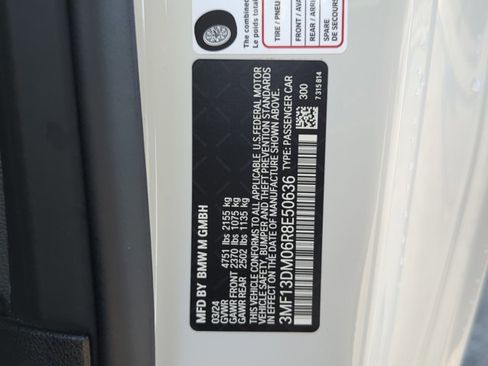 The combined
Le poids total
TIRE / PNEU
FRONT / AVA
REAR / ARRI
SPARE
DE SECOURS
MFD BY BMW M GMBH
03/24
GVWR 4751 lbs 2155 kg
GAWR FRONT 2370 lbs 1075 kg
GAWR REAR 2502 lbs 1135 kg
THIS VEHICLE CONFORMS TO ALL APPLICABLE U.S. FEDERAL MOTOR
VEHICLE SAFETY, BUMPER AND THEFT PREVENTION STANDARDS
IN EFFECT ON THE DATE OF MANUFACTURE SHOWN ABOVE.
3MF13DM06R8E50636 TYPE: PASSENGER CAR
300
7 315 814